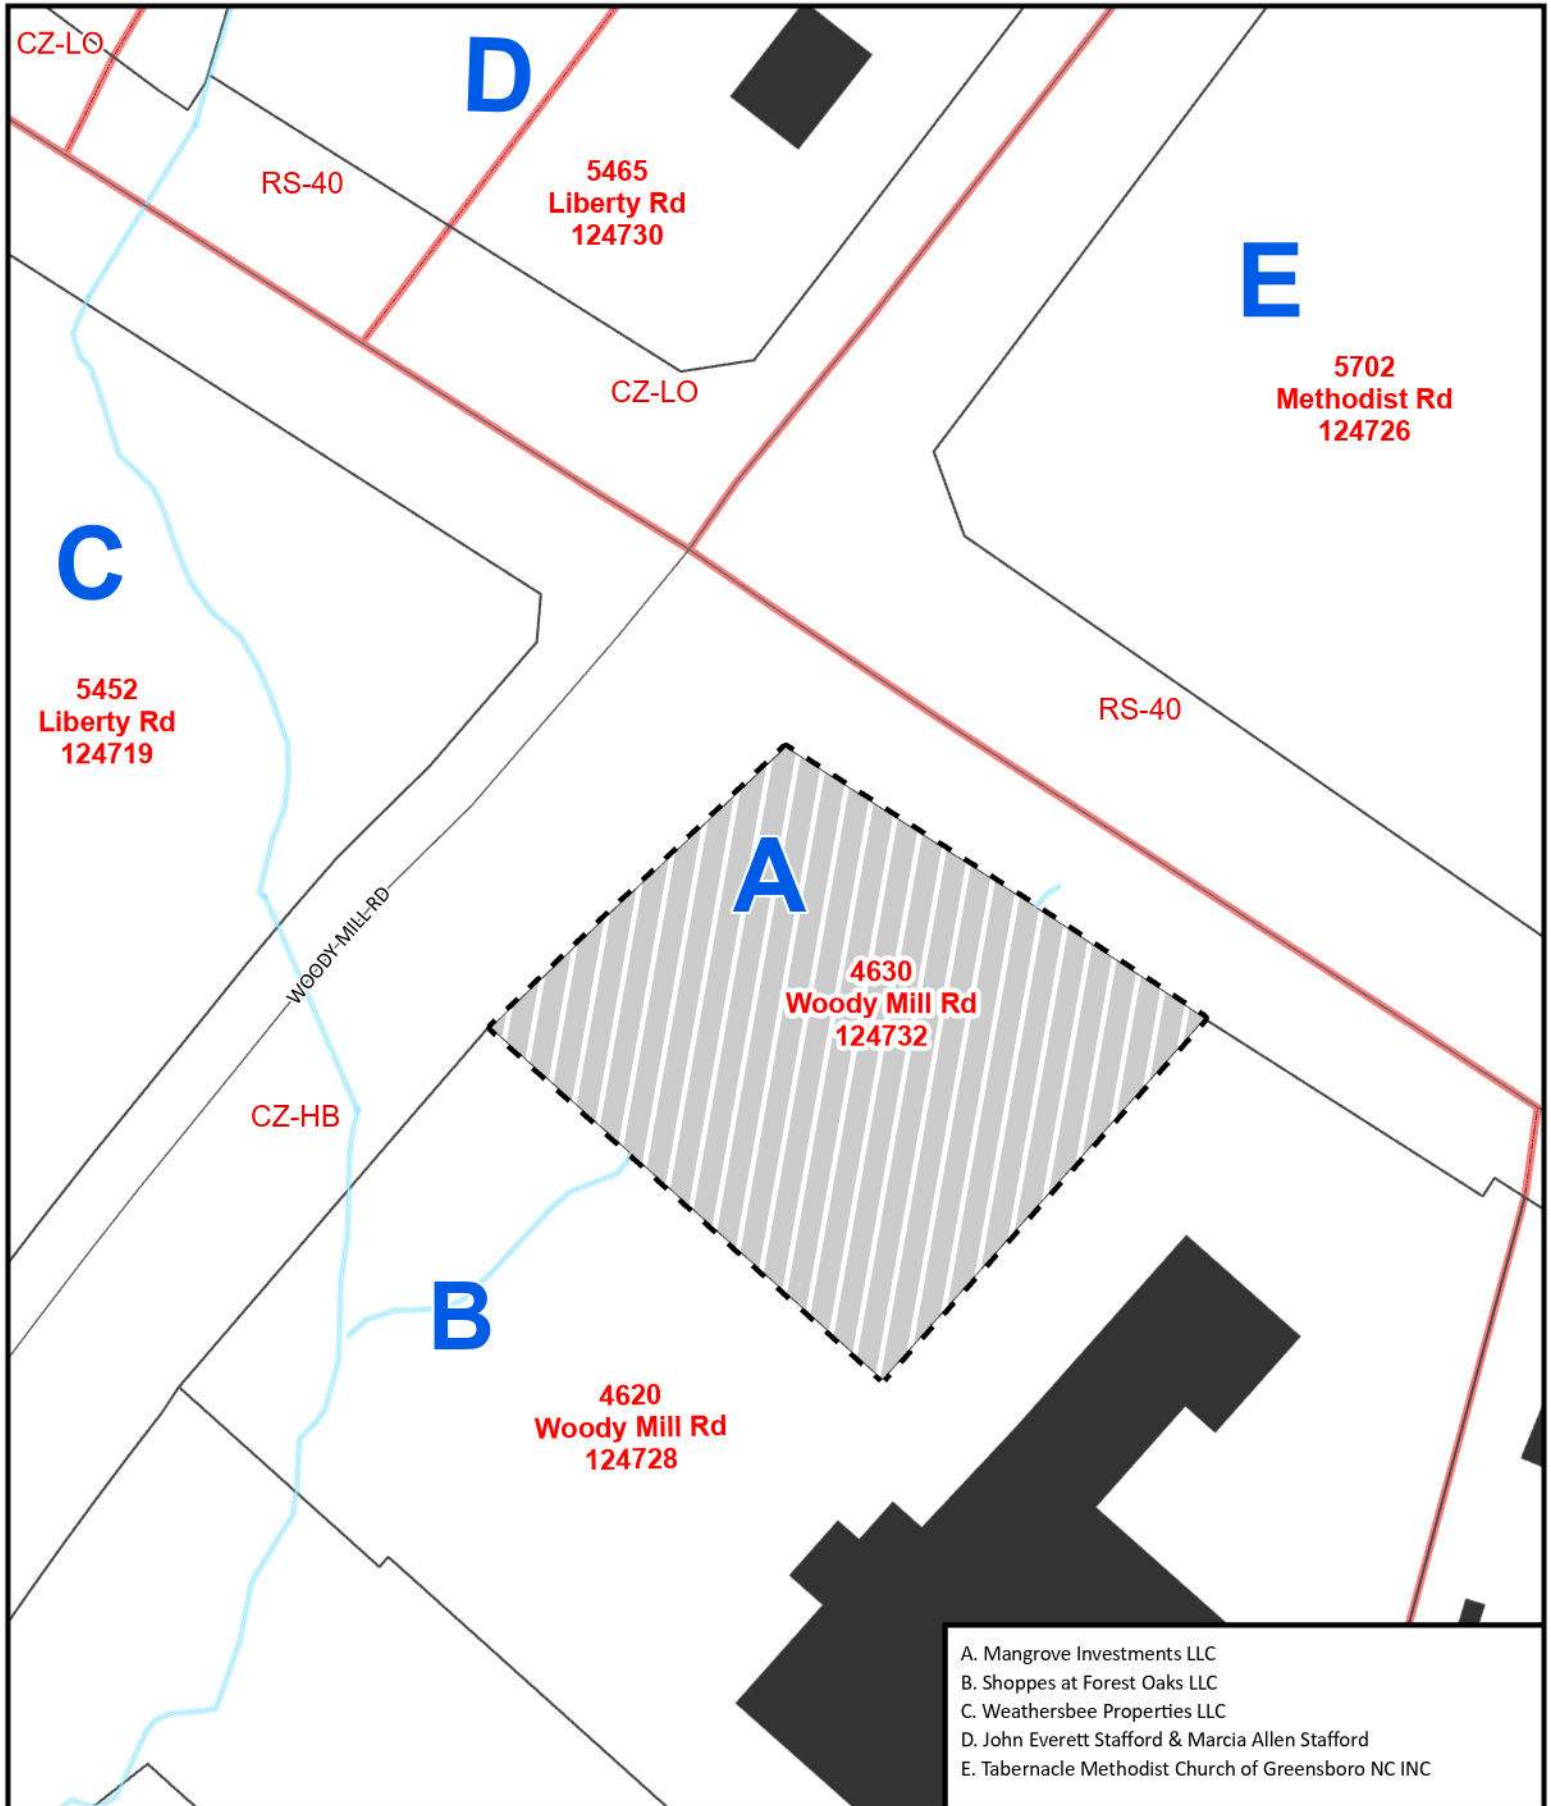 CZ-LO
D
RS-40
5465
Liberty Rd
124730
E
5702
Methodist Rd
124726
CZ-LO
C
5452
Liberty Rd
124719
RS-40
A
4630
Woody Mill Rd
124732
WOODY-MILL-RD
CZ-HB
B
4620
Woody Mill Rd
124728
A. Mangrove Investments LLC
B. Shoppes at Forest Oaks LLC
C. Weathersbee Properties LLC
D. John Everett Stafford & Marcia Allen Stafford
E. Tabernacle Methodist Church of Greensboro NC INC